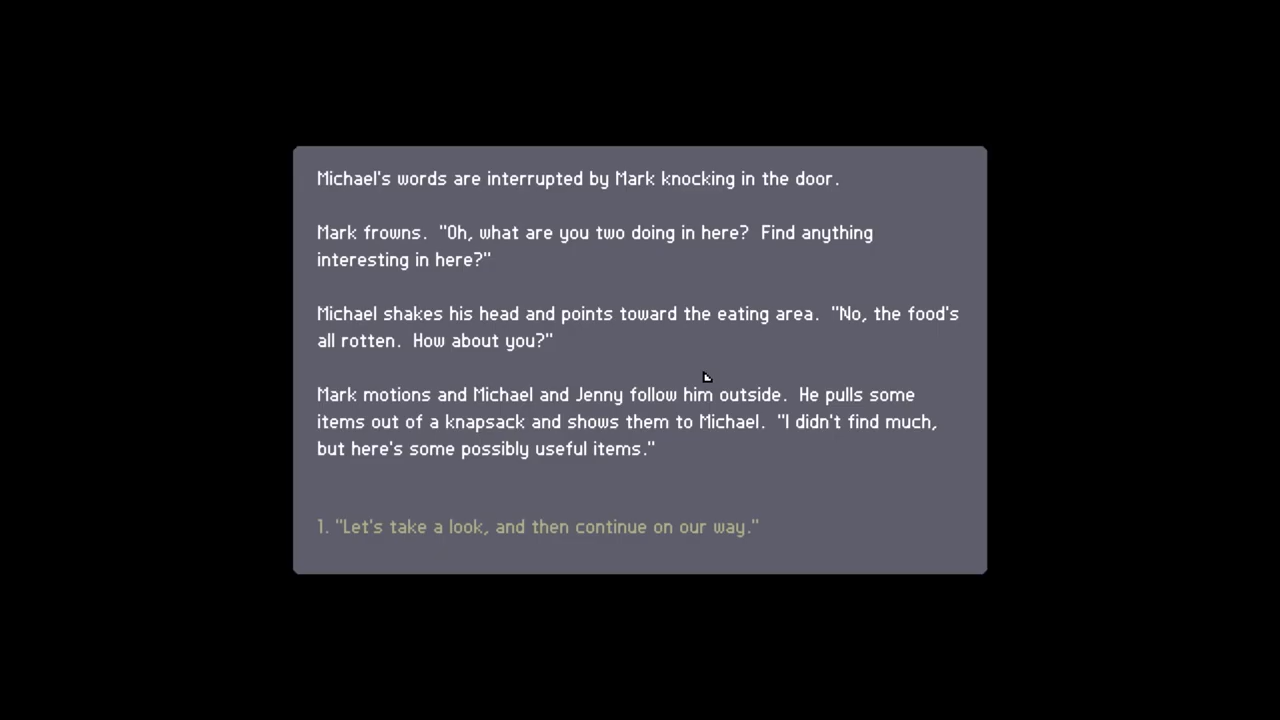 Michael's words are interrupted by Mark knocking in the door.
Mark frowns.  "Oh, what are you two doing in here?  Find anything
interesting in here?"
Michael shakes his head and points toward the eating area.  "No, the food's
all rotten.  How about you?"
Mark motions and Michael and Jenny follow him outside.  He pulls some
items out of a knapsack and shows them to Michael.  "I didn't find much,
but here's some possibly useful items."
1. "Let's take a look, and then continue on our way."